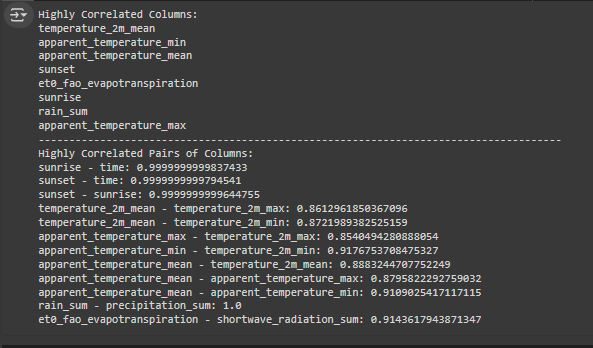 Highly Correlated Columns:
temperature_2m_mean
apparent_temperature_min
apparent_temperature_mean
sunset
et0_fao_evapotranspiration
sunrise
rain_sum
apparent_temperature_max
------------------------------------------------------------------------------------
Highly Correlated Pairs of Columns:
sunrise - time: 0.9999999999837433
sunset - time: 0.9999999999794541
sunset - sunrise: 0.9999999999644755
temperature_2m_mean - temperature_2m_max: 0.8612961850367096
temperature_2m_mean - temperature_2m_min: 0.8721989382525159
apparent_temperature_max - temperature_2m_max: 0.8540494280888054
apparent_temperature_min - temperature_2m_min: 0.9176753708475327
apparent_temperature_mean - temperature_2m_mean: 0.8883244707752249
apparent_temperature_mean - apparent_temperature_max: 0.8795822292759032
apparent_temperature_mean - apparent_temperature_min: 0.9109025417117115
rain_sum - precipitation_sum: 1.0
et0_fao_evapotranspiration - shortwave_radiation_sum: 0.9143617943871347